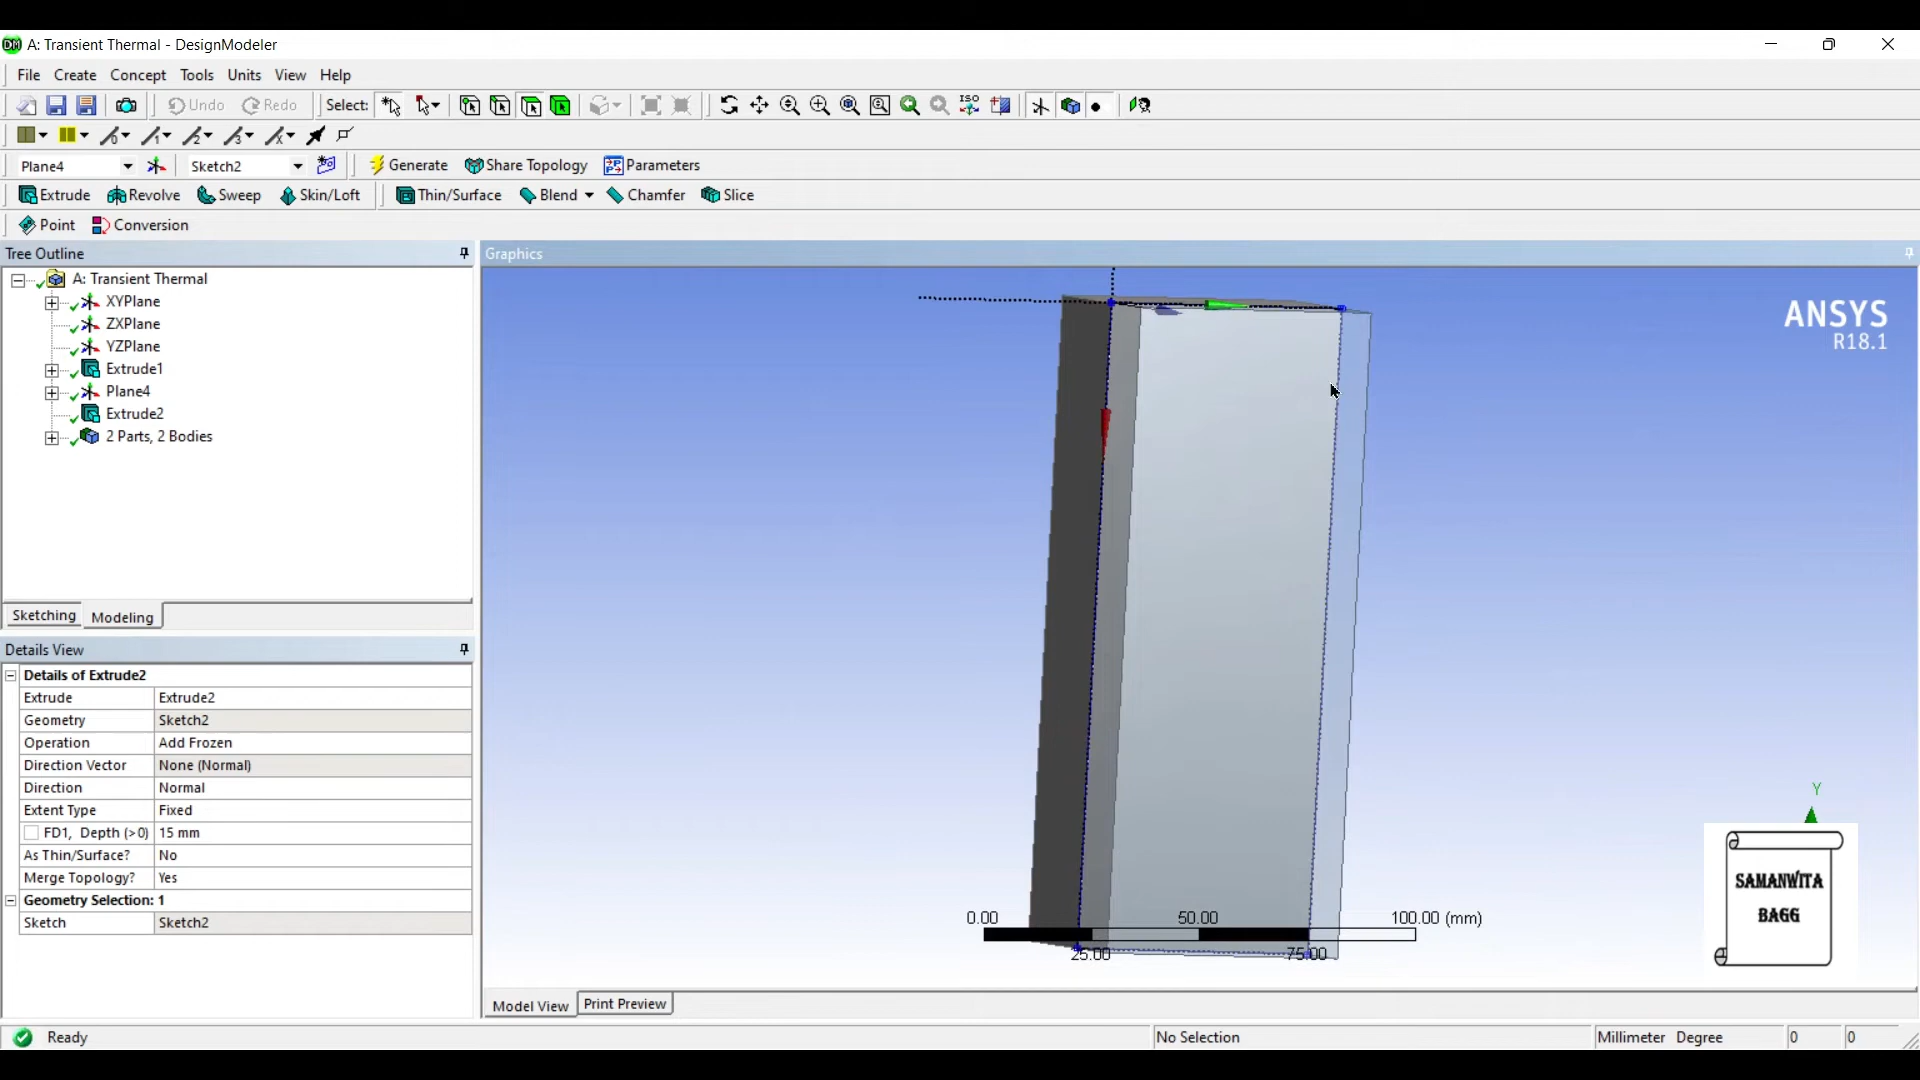 A: Transient Thermal - DesignModeler
File Create Concept Tools Units View Help
Undo Redo Select: ISO
Plane4 Sketch2 Generate Share Topology Parameters
Extrude Revolve Sweep Skin/Loft Thin/Surface Blend Chamfer Slice
Point Conversion
Tree Outline
A: Transient Thermal
XYPlane
ZXPlane
YZPlane
Extrude1
Plane4
Extrude2
2 Parts, 2 Bodies
Sketching Modeling
Details View
Details of Extrude2
Extrude Extrude2
Geometry Sketch2
Operation Add Frozen
Direction Vector None (Normal)
Direction Normal
Extent Type Fixed
FD1, Depth (>0) 15 mm
As Thin/Surface? No
Merge Topology? Yes
Geometry Selection: 1
Sketch Sketch2
Graphics
ANSYS
R18.1
Y
0.00 50.00 100.00 (mm)
25.00 75.00
SAMANWITA
BAGG
Model View Print Preview
Ready No Selection Millimeter Degree 0 0